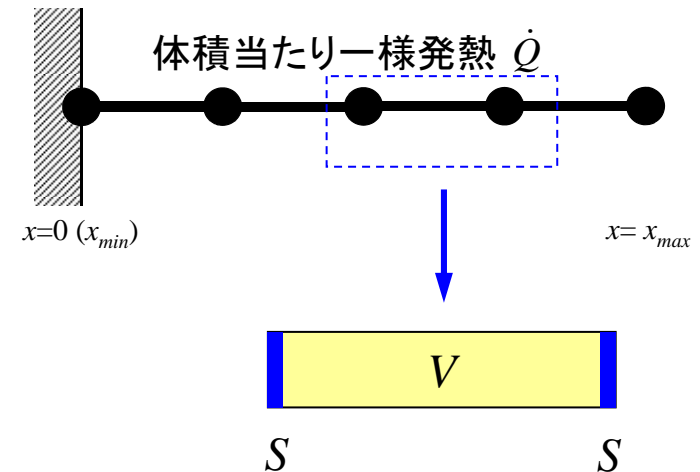 体積当たり一様発熱 Q̇
x=0 (xmin)
x= xmax
V
S
S